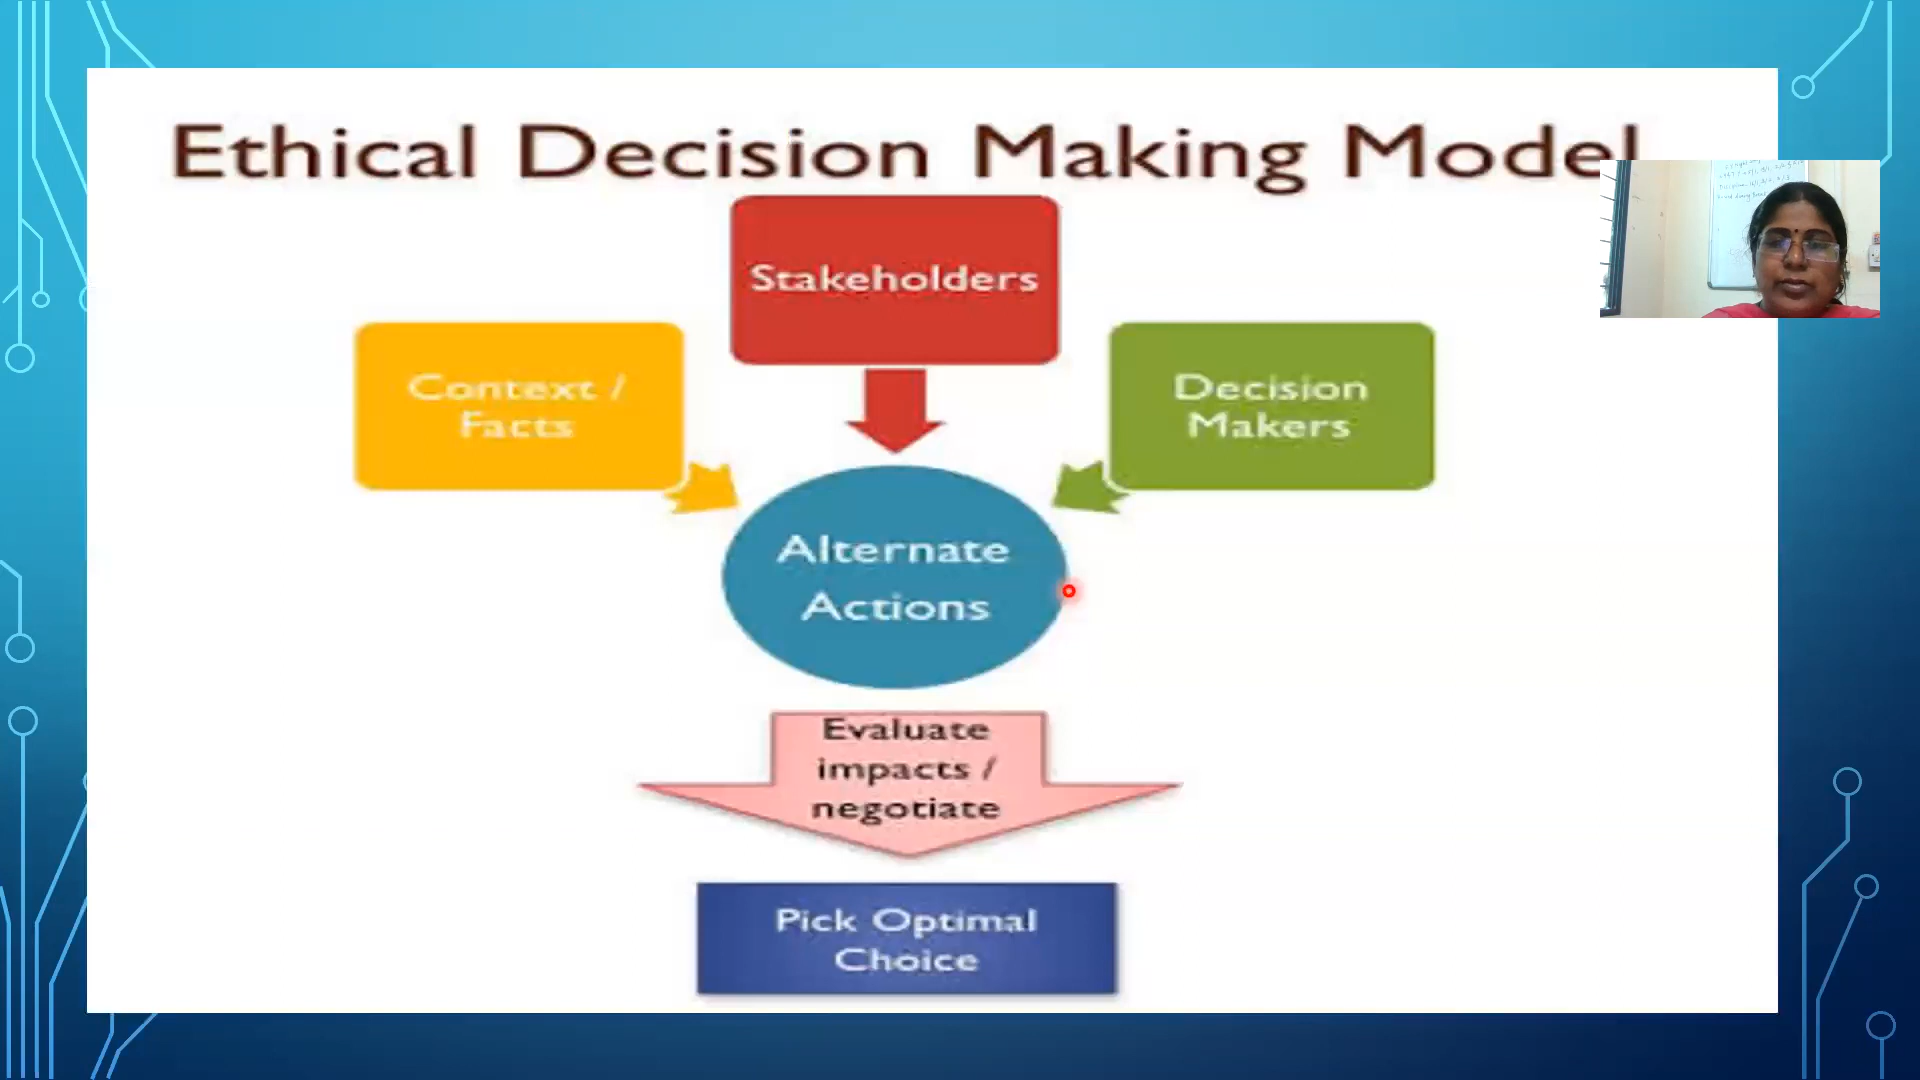 Ethical Decision Making Model
Stakeholders
Context /
Facts
Decision
Makers
Alternate
Actions
Evaluate
impacts /
negotiate
Pick Optimal
Choice